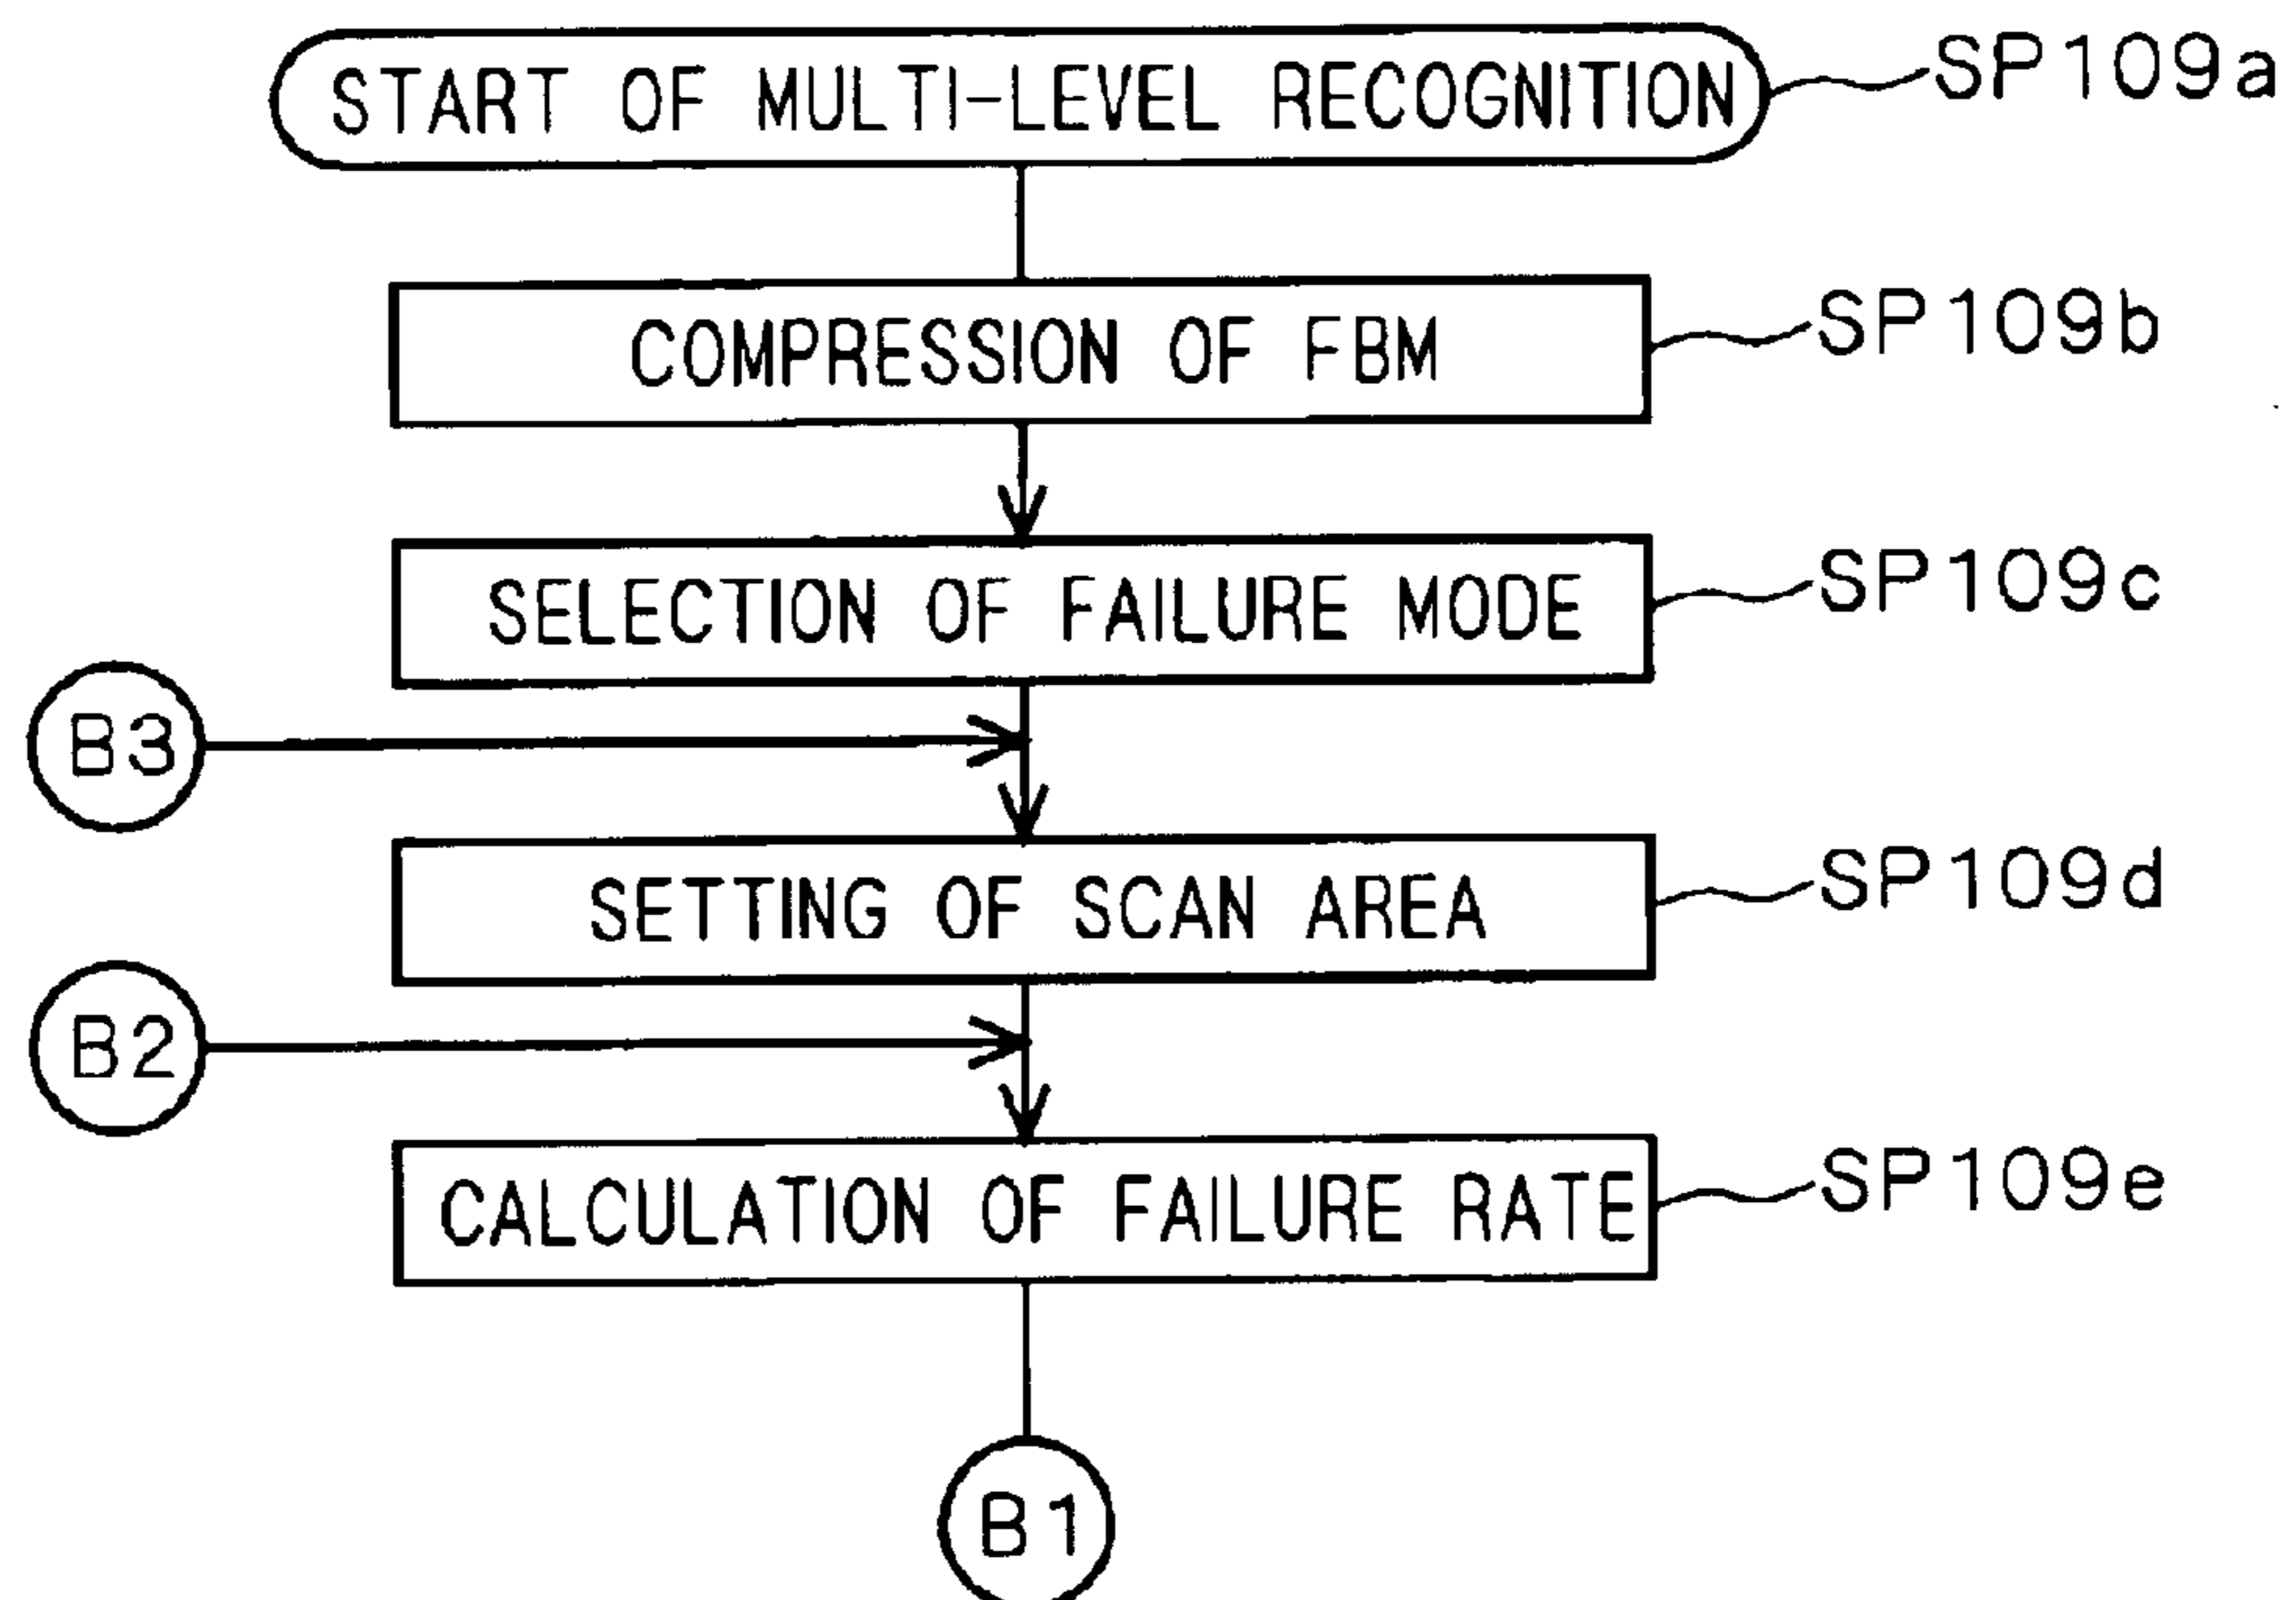 START OF MULTI-LEVEL RECOGNITION SP109a
COMPRESSION OF FBM SP109b
SELECTION OF FAILURE MODE SP109c
B3
SETTING OF SCAN AREA SP109d
B2
CALCULATION OF FAILURE RATE SP109e
B1